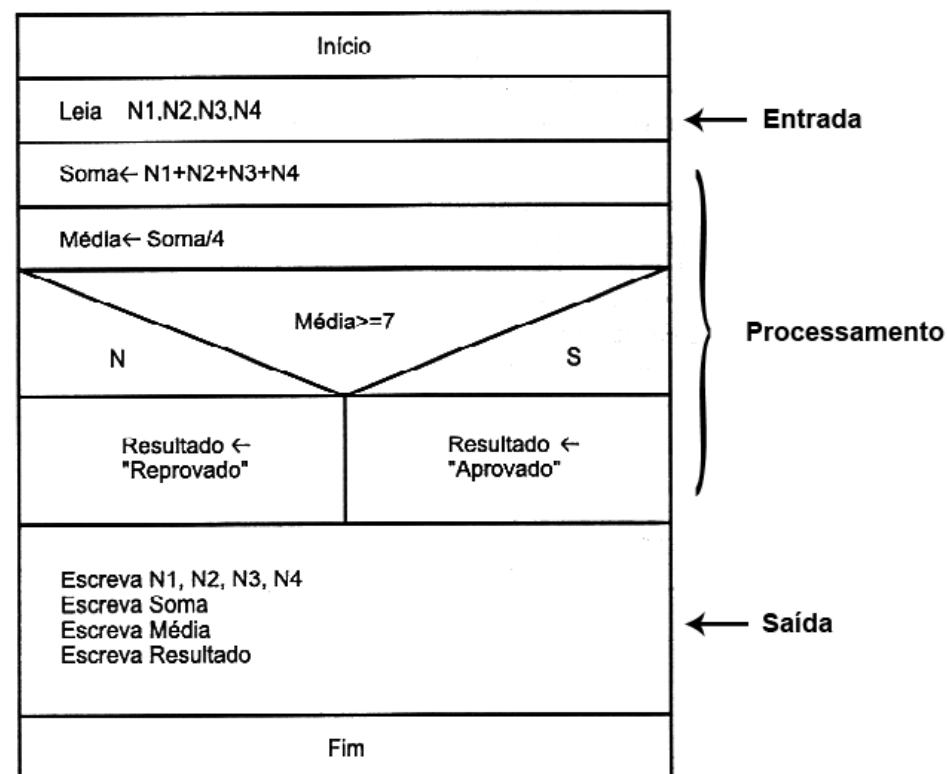 Início
Leia N1,N2,N3,N4
Entrada
Soma← N1+N2+N3+N4
Média← Soma/4
Média>=7
Processamento
N
S
Resultado ←
"Reprovado"
Resultado ←
"Aprovado"
Escreva N1, N2, N3, N4
Escreva Soma
Escreva Média
Escreva Resultado
Saída
Fim